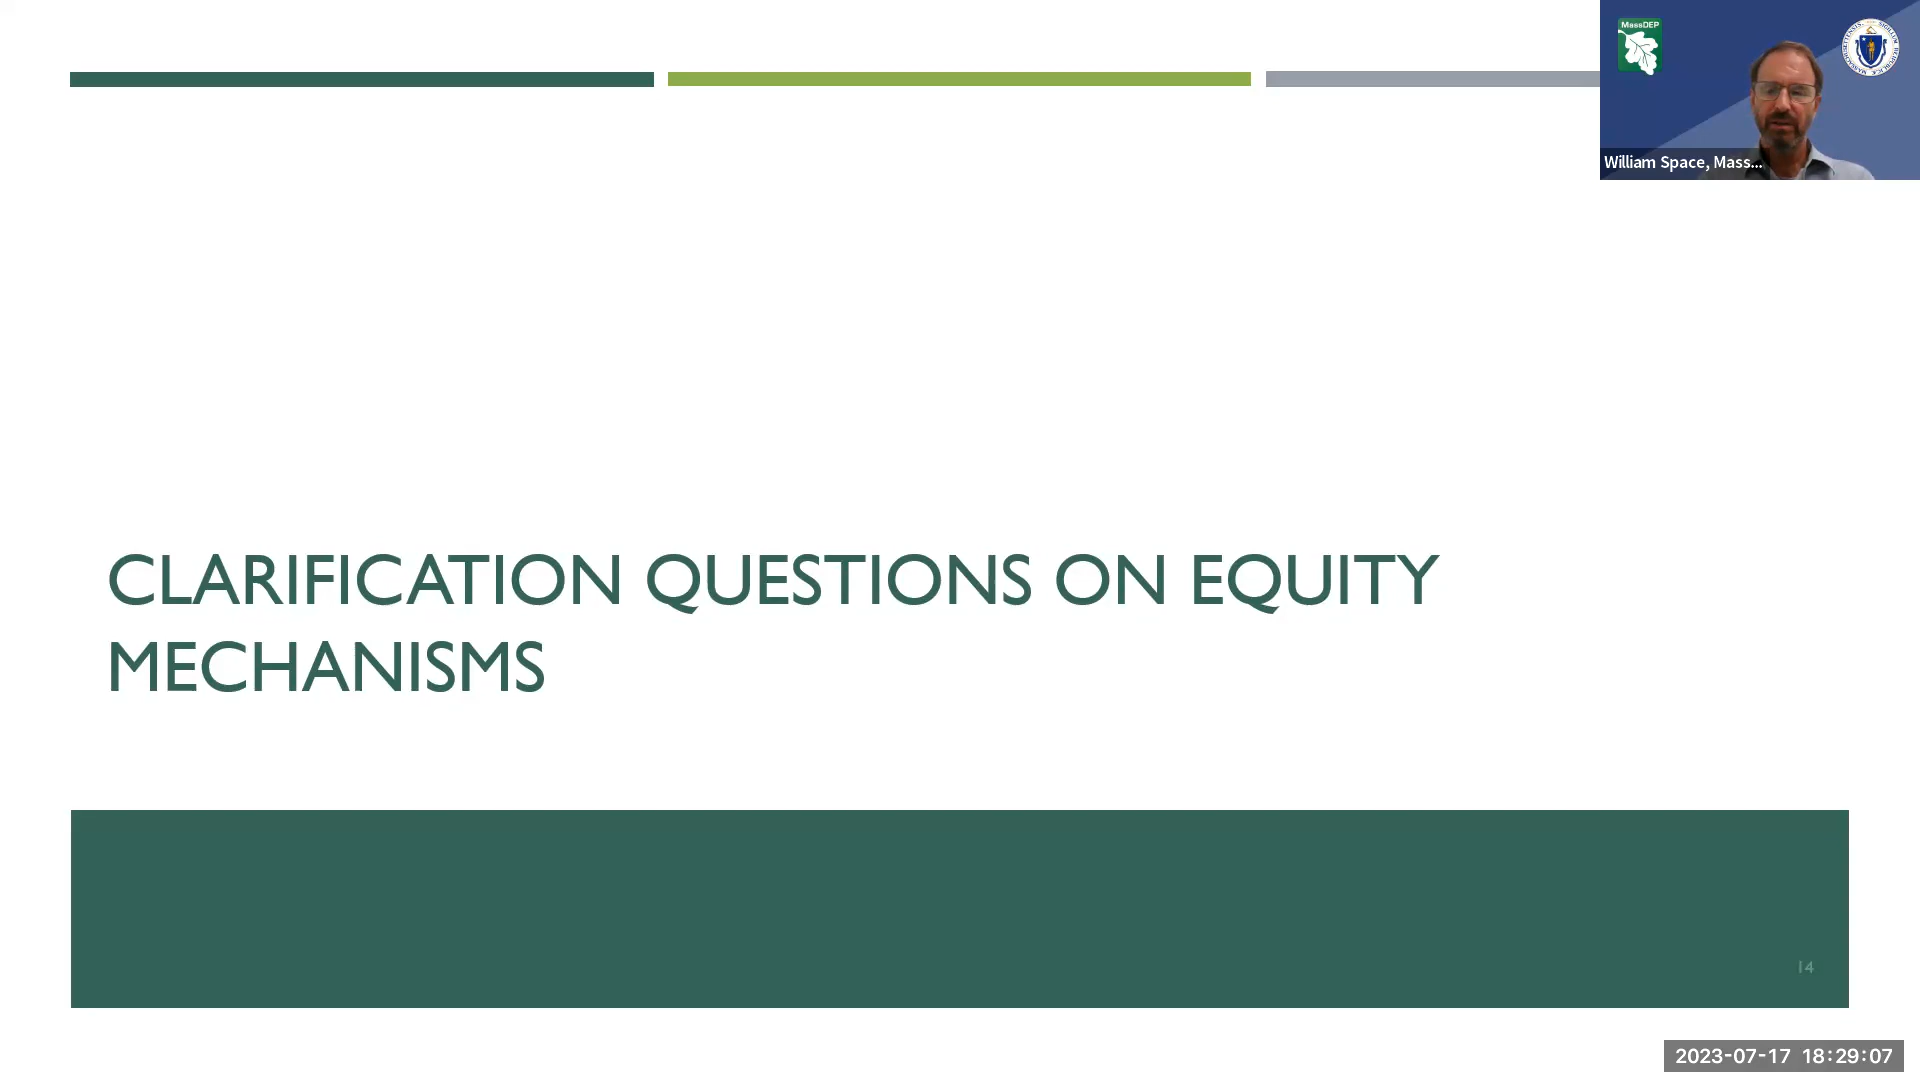 MassDEP
William Space, Mass...
CLARIFICATION QUESTIONS ON EQUITY
MECHANISMS
14
2023-07-17 18:29:07